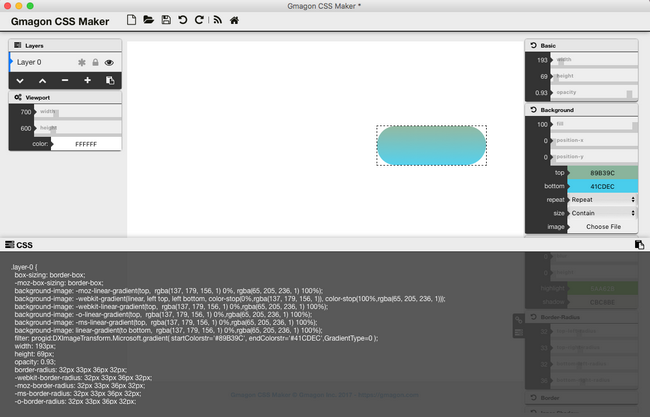 Gmagon CSS Maker *
Gmagon CSS Maker
Layers
Layer 0
Viewport
700 width
600 height
color: FFFFFF
Basic
193 width
69 height
0.93 opacity
Background
100 fill
0 position-x
0 position-y
top 89B39C
bottom 41CDEC
repeat Repeat
size Contain
image Choose File
CSS
.layer-0 {
box-sizing: border-box;
-moz-box-sizing: border-box;
background-image: -moz-linear-gradient(top, rgba(137, 179, 156, 1) 0%, rgba(65, 205, 236, 1) 100%);
background-image: -webkit-gradient(linear, left top, left bottom, color-stop(0%,rgba(137, 179, 156, 1)), color-stop(100%,rgba(65, 205, 236, 1)));
background-image: -webkit-linear-gradient(top, rgba(137, 179, 156, 1) 0%,rgba(65, 205, 236, 1) 100%);
background-image: -o-linear-gradient(top, rgba(137, 179, 156, 1) 0%,rgba(65, 205, 236, 1) 100%);
background-image: -ms-linear-gradient(top, rgba(137, 179, 156, 1) 0%,rgba(65, 205, 236, 1) 100%);
background-image: linear-gradient(to bottom, rgba(137, 179, 156, 1) 0%,rgba(65, 205, 236, 1) 100%);
filter: progid:DXImageTransform.Microsoft.gradient( startColorstr='#89B39C', endColorstr='#41CDEC',GradientType=0 );
width: 193px;
height: 69px;
opacity: 0.93;
border-radius: 32px 33px 36px 32px;
-webkit-border-radius: 32px 33px 36px 32px;
-moz-border-radius: 32px 33px 36px 32px;
-ms-border-radius: 32px 33px 36px 32px;
-o-border-radius: 32px 33px 36px 32px;
highlight
shadow
Border-Radius
Border